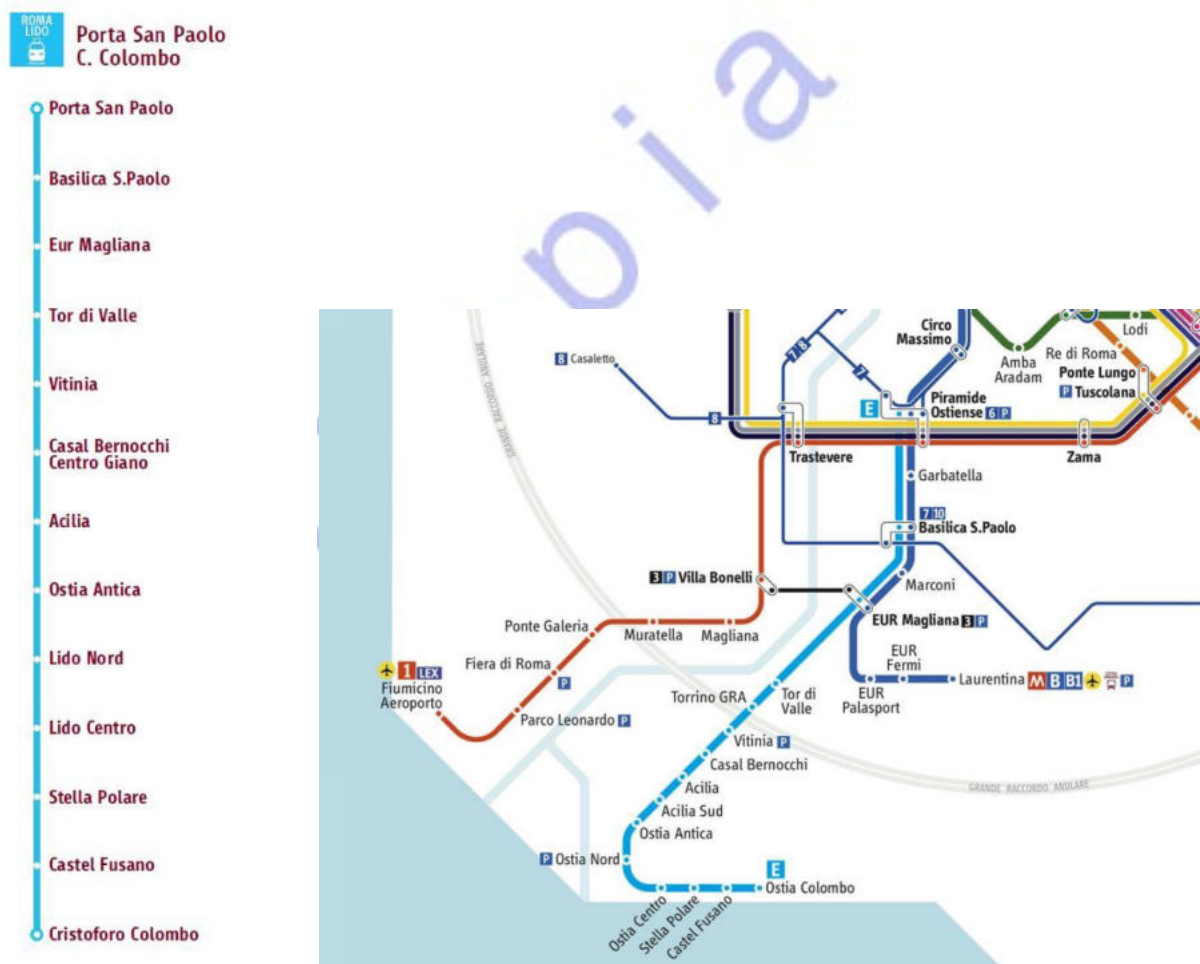 ROMA
LIDO
Porta San Paolo
C. Colombo
Porta San Paolo
Basilica S.Paolo
Eur Magliana
Tor di Valle
Vitinia
Casal Bernocchi
Centro Giano
Acilia
Ostia Antica
Lido Nord
Lido Centro
Stella Polare
Castel Fusano
Cristoforo Colombo
pia
Circo
Massimo
Lodi
Amba
Aradam
Re di Roma
Ponte Lungo
P Tuscolana
8 Casaletto
7 8
7
8
E
Piramide
Ostiense 6 P
GRANDE RACCORDO ANULARE
Trastevere
Zama
Garbatella
7 10
Basilica S.Paolo
3 P Villa Bonelli
Marconi
EUR Magliana 3 P
Ponte Galeria
Muratella
Magliana
EUR
Fermi
Fiera di Roma
P
1 LEX
Fiumicino
Aeroporto
Laurentina M B B1 P
EUR
Palasport
Torrino GRA
Tor di
Valle
Parco Leonardo P
Vitinia P
Casal Bernocchi
GRANDE RACCORDO ANULARE
Acilia
Acilia Sud
Ostia Antica
P Ostia Nord
E
Ostia Colombo
Ostia Centro
Stella Polare
Castel Fusano